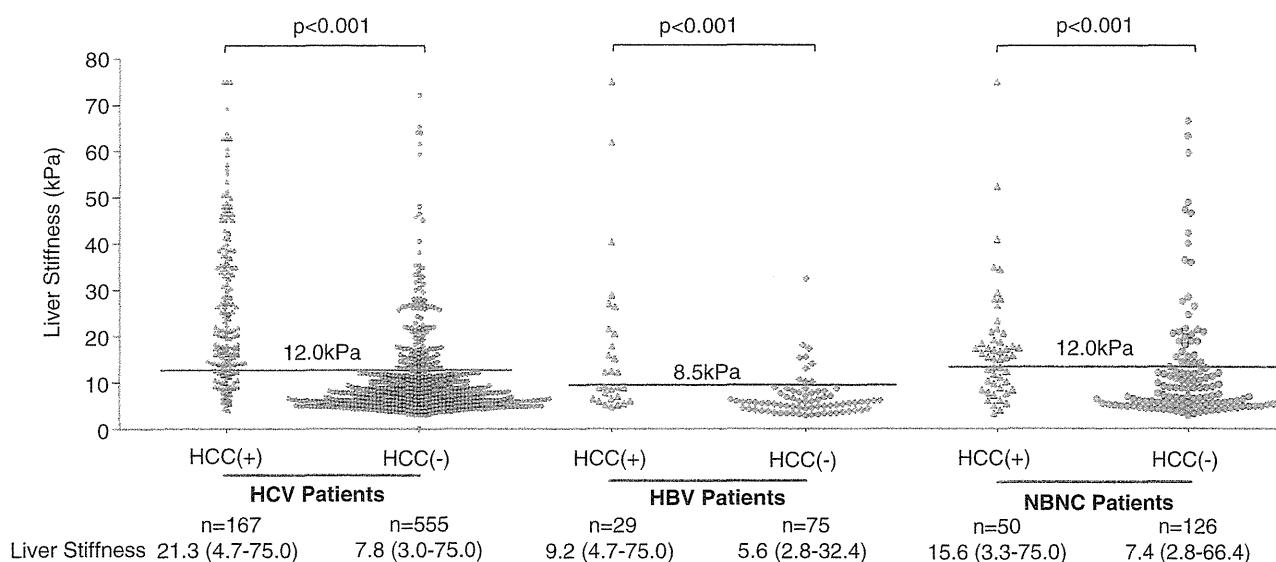 p<0.001 p<0.001 p<0.001
80
70
60
50
40
30
20
10
0
Liver Stiffness (kPa)
12.0kPa
8.5kPa
12.0kPa
HCC(+) HCC(-) HCC(+) HCC(-) HCC(+) HCC(-)
HCV Patients HBV Patients NBNC Patients
n=167 n=555 n=29 n=75 n=50 n=126
Liver Stiffness 21.3 (4.7-75.0) 7.8 (3.0-75.0) 9.2 (4.7-75.0) 5.6 (2.8-32.4) 15.6 (3.3-75.0) 7.4 (2.8-66.4)